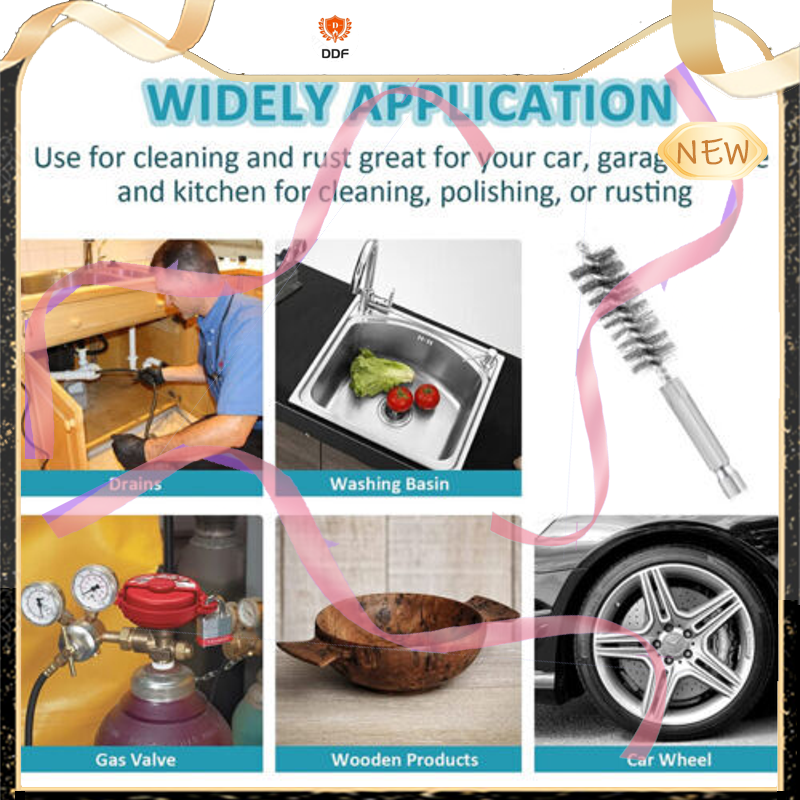 DDF
WIDELY APPLICATION
Use for cleaning and rust great for your car,
NEW
and kitchen for cleaning, polishing, or rusting
Drains
Washing Basin
Gas Valve
Wooden Products
Car Wheel